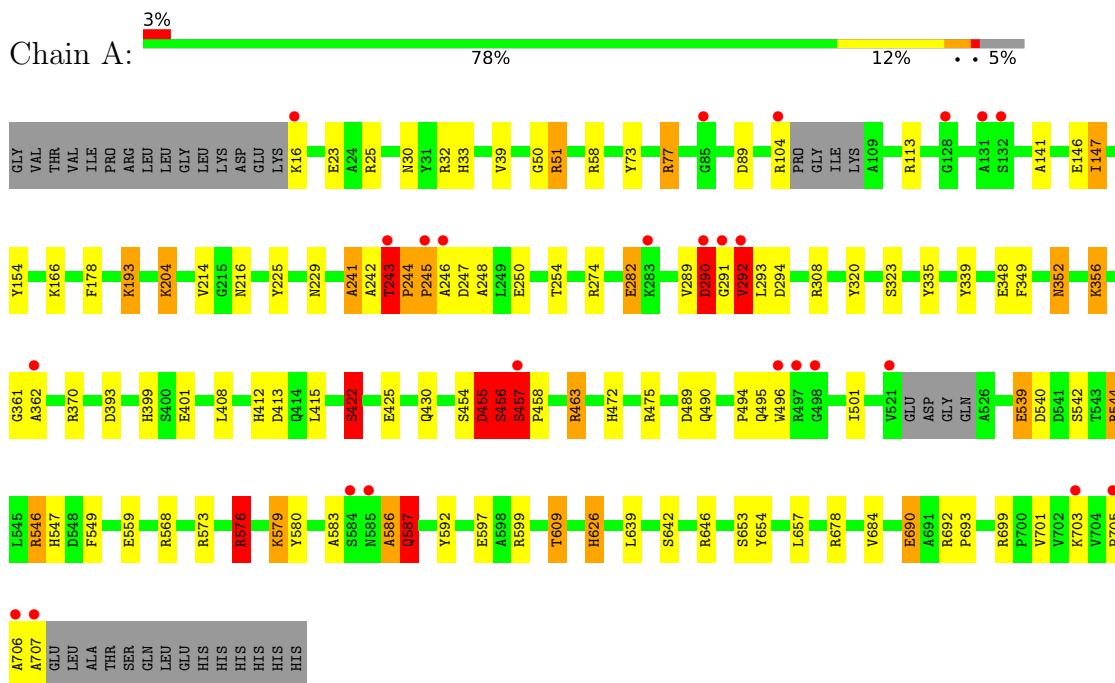 3%
Chain A:
78% 12% • • 5%
GLY VAL THR VAL ILE PRO ARG LEU LEU GLY LEU LYS ASP GLU LYS K16 E23 A24 R25 N30 Y31 R32 H33 V39 G50 R51 R58 Y73 R77 G85 D89 R104 PRO GLY ILE LYS A109 R113 G128 A131 S132 A141 E146 I147
Y154 K166 F178 K193 K204 V214 G215 N216 Y225 N229 A241 A242 T243 P244 P245 A246 D247 A248 L249 E250 T254 R274 E282 K283 V289 D290 G291 V292 L293 D294 R308 Y320 S323 Y335 Y339 E348 F349 N352 K356
G361 A362 R370 D393 H399 S400 E401 L408 H412 D413 Q414 L415 S422 E425 Q430 S454 D455 S456 S457 P458 R463 H472 R475 D489 Q490 P494 Q495 W496 R497 G498 I501 V521 GLU ASP GLY GLN A526 E539 D540 D541 S542 T543
L545 R546 H547 D548 F549 E559 R568 R573 R576 K579 Y580 A583 S584 N585 A586 Q587 Y592 E597 A598 R599 T609 H626 L639 S642 R646 S653 Y654 L657 R678 V684 E690 A691 R692 P693 R699 P700 V701 V702 K703 V704
A706 A707 GLU LEU ALA THR SER GLN LEU GLU HIS HIS HIS HIS HIS HIS